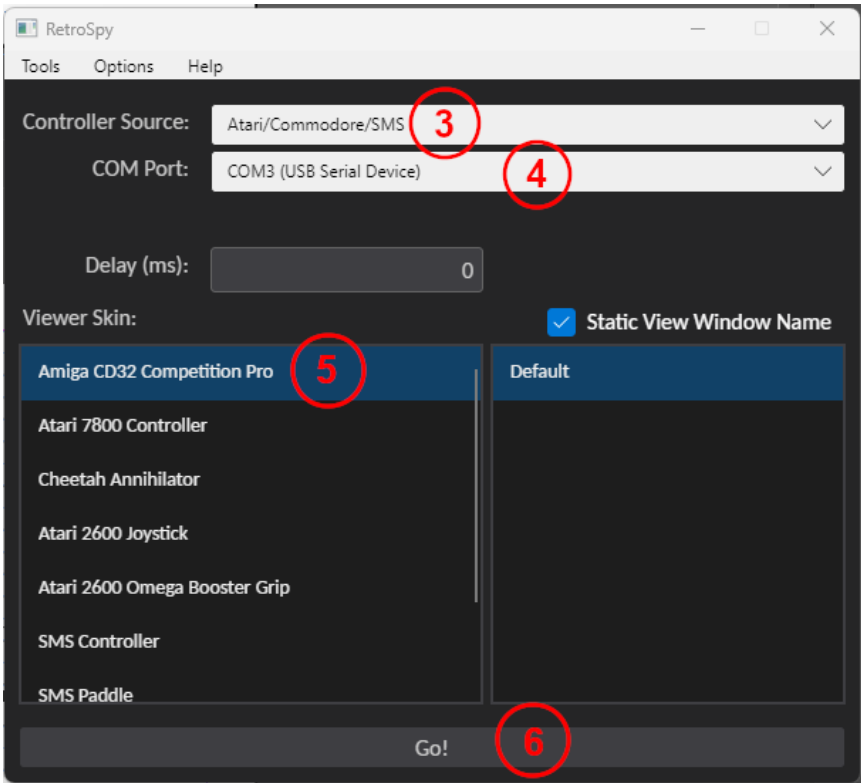 RetroSpy
Tools Options Help
Controller Source: Atari/Commodore/SMS 3
COM Port: COM3 (USB Serial Device) 4
Delay (ms): 0
Viewer Skin: Static View Window Name
Amiga CD32 Competition Pro 5 Default
Atari 7800 Controller
Cheetah Annihilator
Atari 2600 Joystick
Atari 2600 Omega Booster Grip
SMS Controller
SMS Paddle
Go! 6